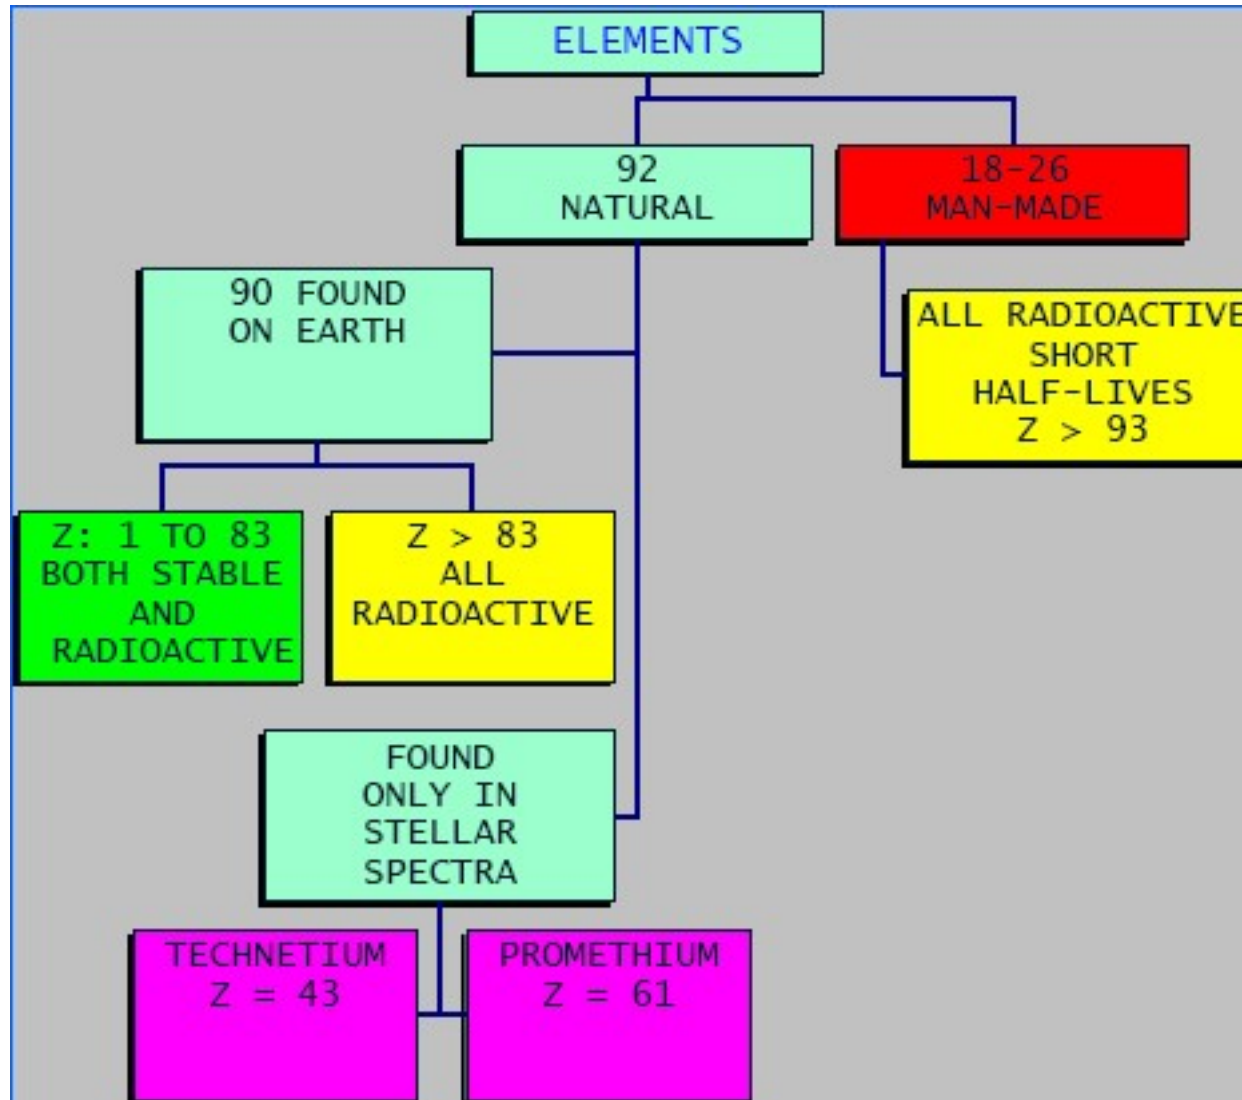 ELEMENTS
92
NATURAL
18-26
MAN-MADE
90 FOUND
ON EARTH
ALL RADIOACTIVE
SHORT
HALF-LIVES
Z > 93
Z: 1 TO 83
BOTH STABLE
AND
RADIOACTIVE
Z > 83
ALL
RADIOACTIVE
FOUND
ONLY IN
STELLAR
SPECTRA
TECHNETIUM
Z = 43
PROMETHIUM
Z = 61